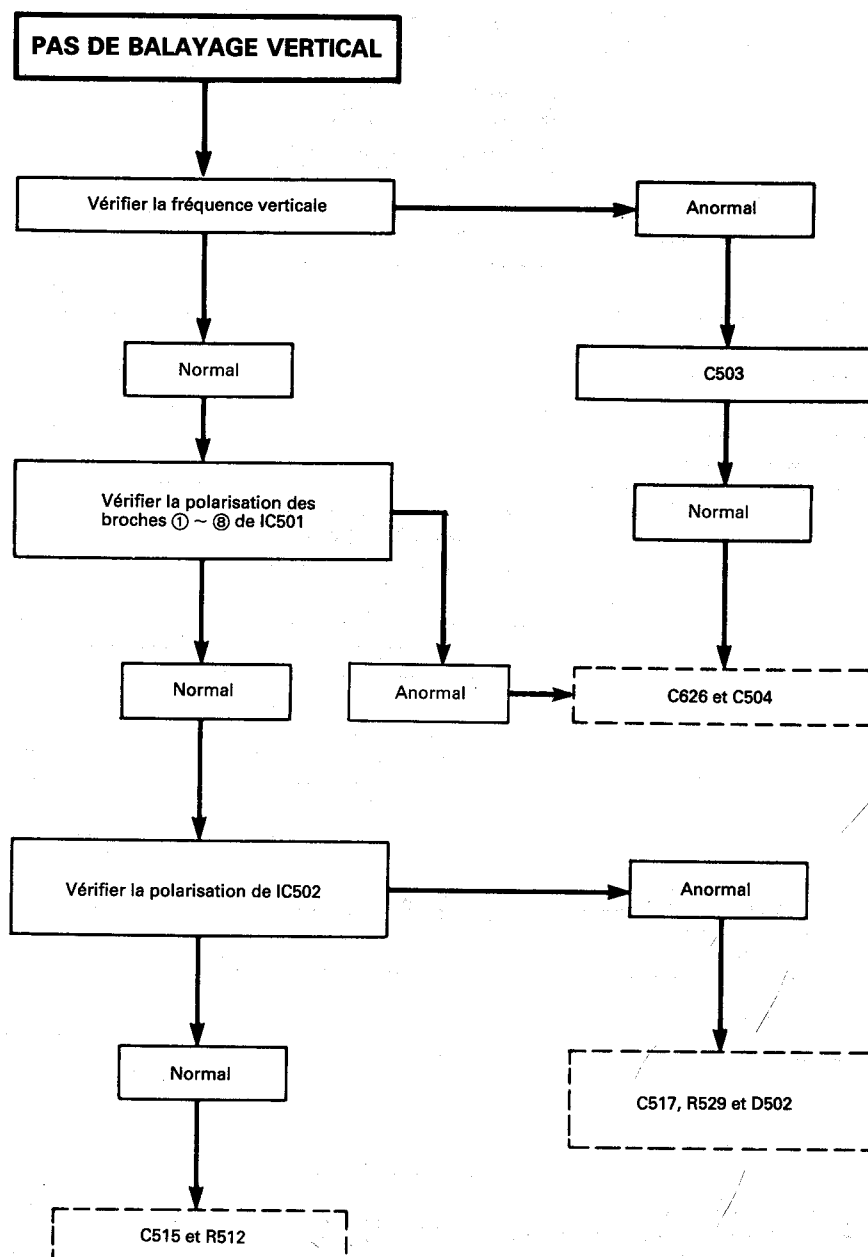 PAS DE BALAYAGE VERTICAL
Vérifier la fréquence verticale
Anormal
Normal
C503
Vérifier la polarisation des
broches ① ~ ⑧ de IC501
Normal
Normal
Anormal
C626 et C504
Vérifier la polarisation de IC502
Anormal
Normal
C517, R529 et D502
C515 et R512